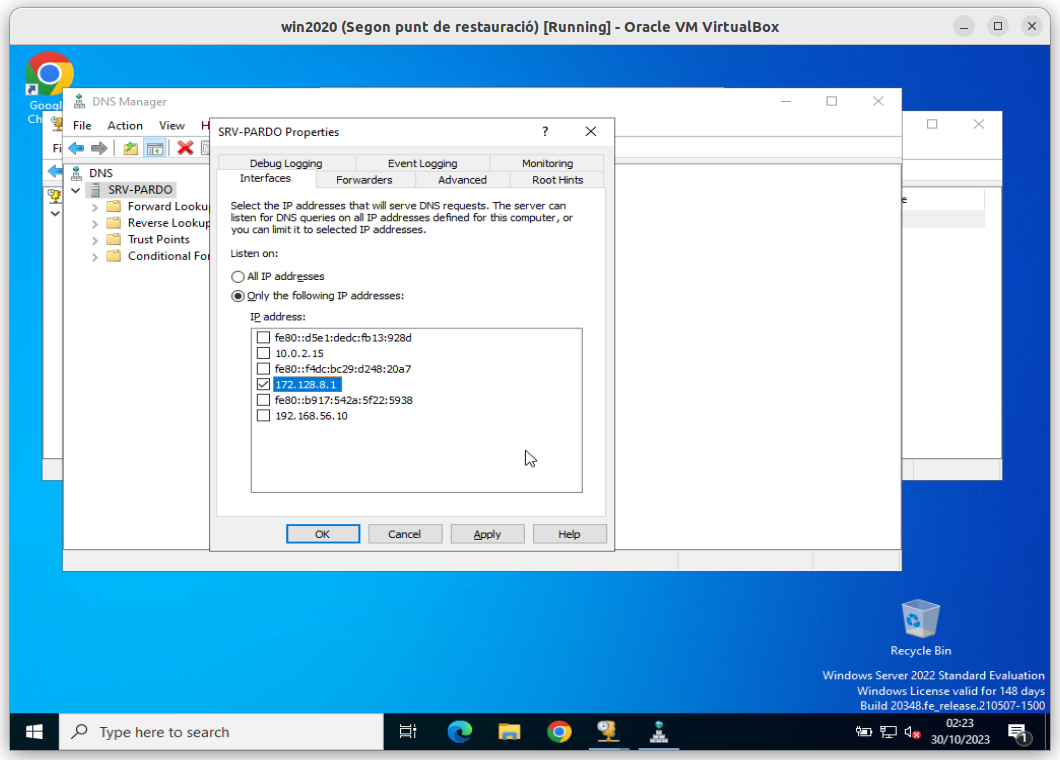 win2020 (Segon punt de restauració) [Running] - Oracle VM VirtualBox
Googl
Ch
DNS Manager
File Action View H
Fi
SRV-PARDO Properties
Debug Logging Event Logging Monitoring
Interfaces Forwarders Advanced Root Hints
DNS
SRV-PARDO
Forward Looku
Reverse Lookup
Trust Points
Conditional For
e
Select the IP addresses that will serve DNS requests. The server can
listen for DNS queries on all IP addresses defined for this computer, or
you can limit it to selected IP addresses.
Listen on:
All IP addresses
Only the following IP addresses:
IP address:
fe80::d5e1:dedc:fb13:928d
10.0.2.15
fe80::f4dc:bc29:d248:20a7
172.128.8.1
fe80::b917:542a:5f22:5938
192.168.56.10
OK Cancel Apply Help
Recycle Bin
Windows Server 2022 Standard Evaluation
Windows License valid for 148 days
Build 20348.fe_release.210507-1500
Type here to search
02:23
30/10/2023
1